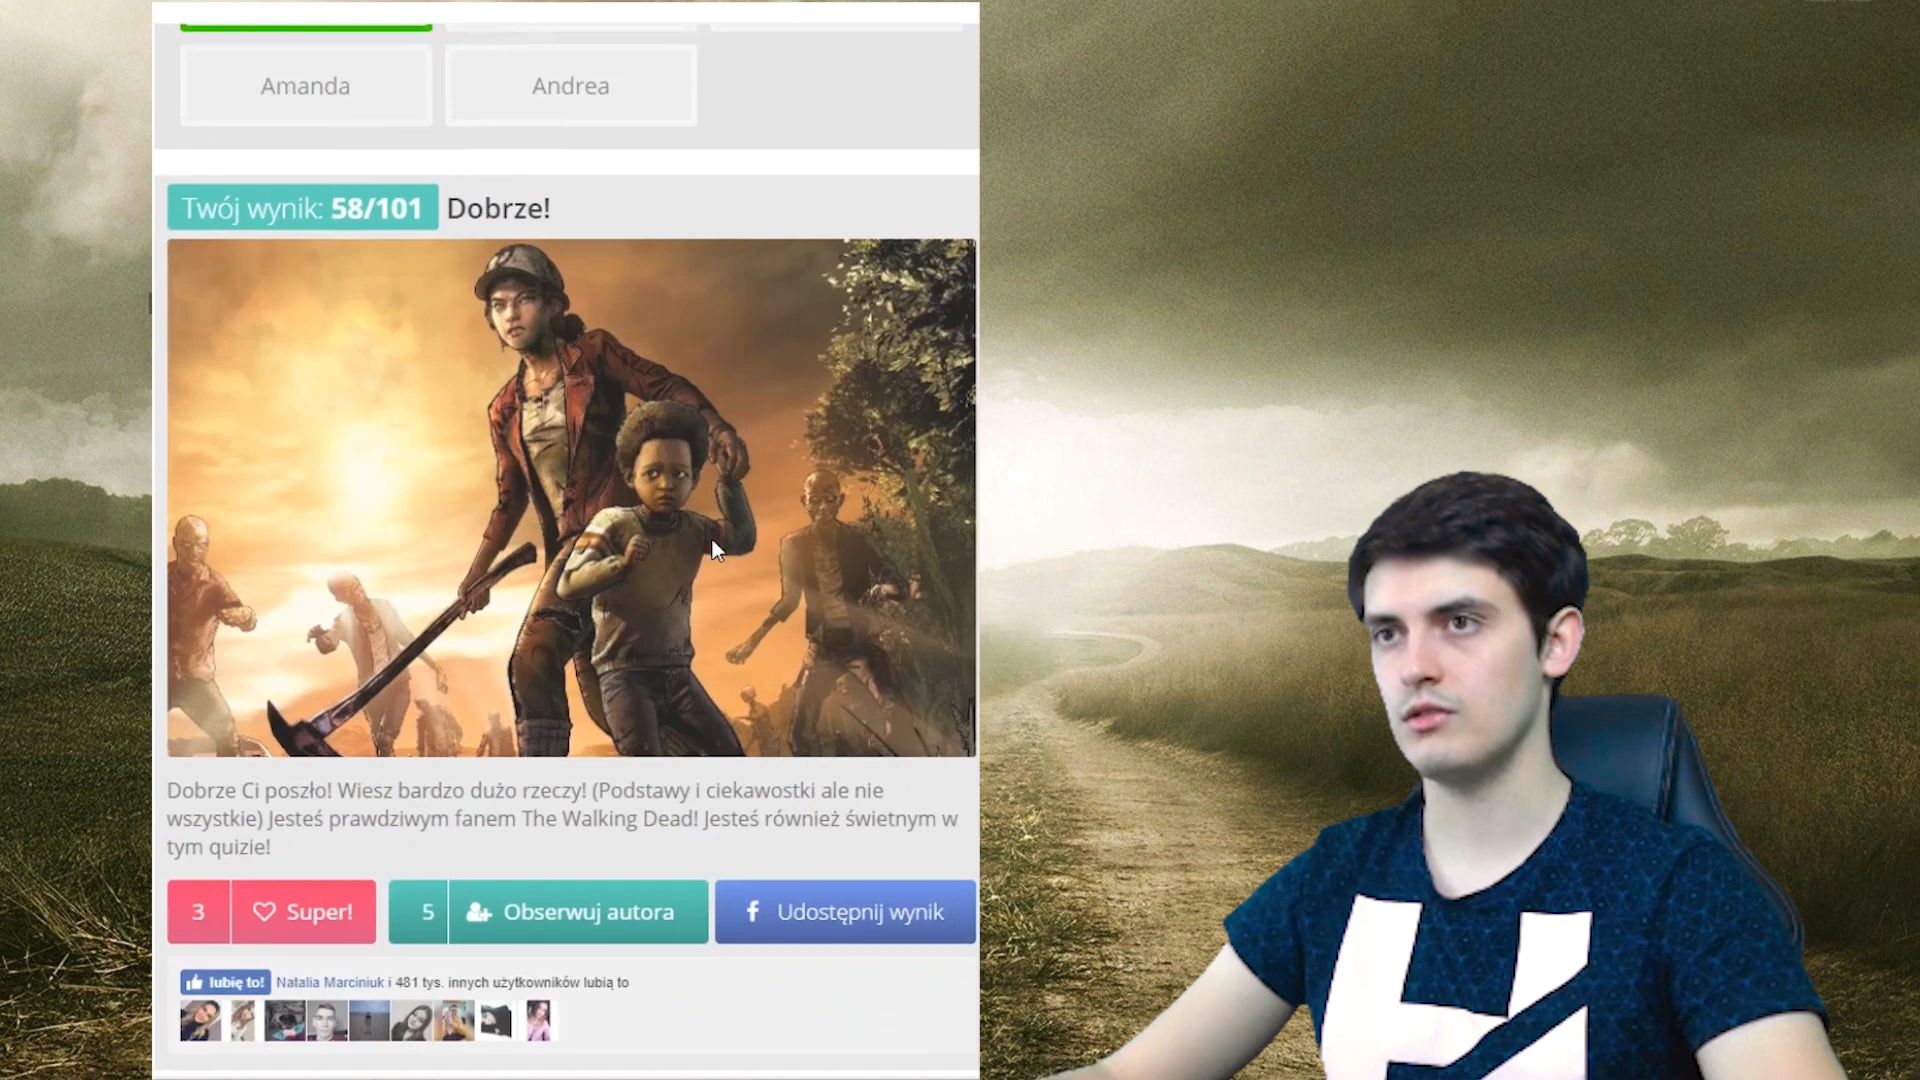 Amanda
Andrea
Twój wynik: 58/101 Dobrze!
Dobrze Ci poszło! Wiesz bardzo dużo rzeczy! (Podstawy i ciekawostki ale nie
wszystkie) Jesteś prawdziwym fanem The Walking Dead! Jesteś również świetnym w
tym quizie!
3 Super!
5 Obserwuj autora
Udostępnij wynik
lubię to! Natalia Marciniuk i 481 tys. innych użytkowników lubią to